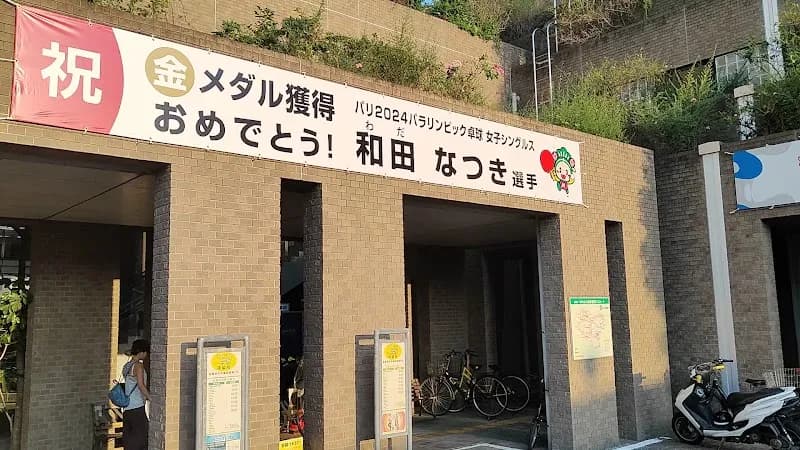 祝
金メダル獲得
パリ2024パラリンピック卓球 女子シングルス
おめでとう！ 和田 なつき選手
わだ